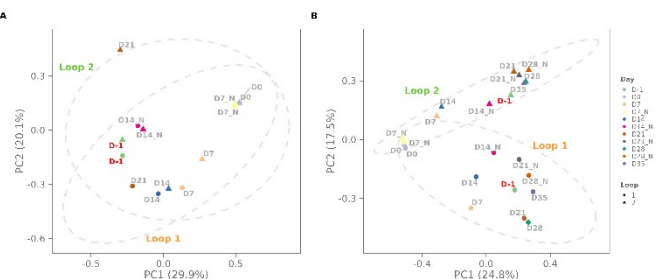 A
D21
Loop 2
D0
D0
D7_N
D7_N
D14_N
D14_N
D-1
D-1
D7
D21
D14
D14
D7
Loop 1
0.3
0.0
-0.3
-0.6
-0.5
0.0
0.5
PC2 (20.1%)
PC1 (29.9%)
B
D21
D28_N
D21_N
D28
D35
Loop 2
D14
D-1
D14_N
D7
D7_N
D7_N
D0
D0
Loop 1
D14_N
D21_N
D14
D28_N
D-1
D35
D7
D21
D28
0.3
0.0
-0.3
-0.4
0.0
0.4
PC2 (17.5%)
PC1 (24.8%)
Day
D-1
D0
D7
D7_N
D14
D14_N
D21
D21_N
D28
D28_N
D35
Loop
1
2